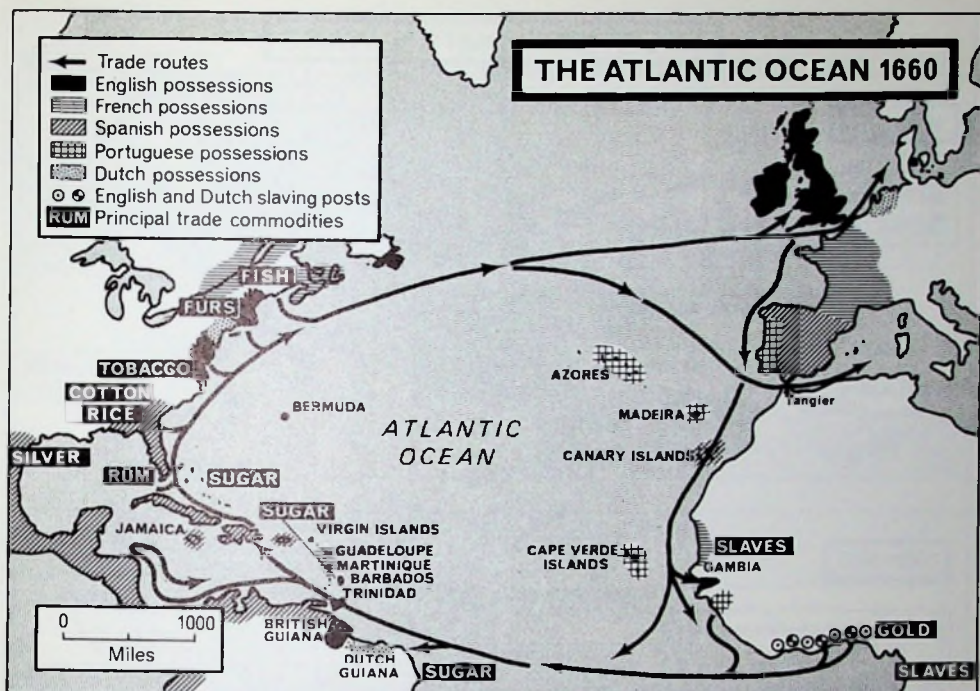 THE ATLANTIC OCEAN 1660
Trade routes
English possessions
French possessions
Spanish possessions
Portuguese possessions
Dutch possessions
English and Dutch slaving posts
RUM Principal trade commodities
FISH
FURS
TOBACCO
COTTON
RICE
SILVER
RUM
SUGAR
BERMUDA
ATLANTIC
OCEAN
AZORES
MADEIRA
CANARY ISLANDS
Tangier
JAMAICA
SUGAR
VIRGIN ISLANDS
GUADELOUPE
MARTINIQUE
BARBADOS
TRINIDAD
CAPE VERDE
ISLANDS
SLAVES
GAMBIA
BRITISH
GUIANA
DUTCH
GUIANA
SUGAR
GOLD
SLAVES
0 1000
Miles